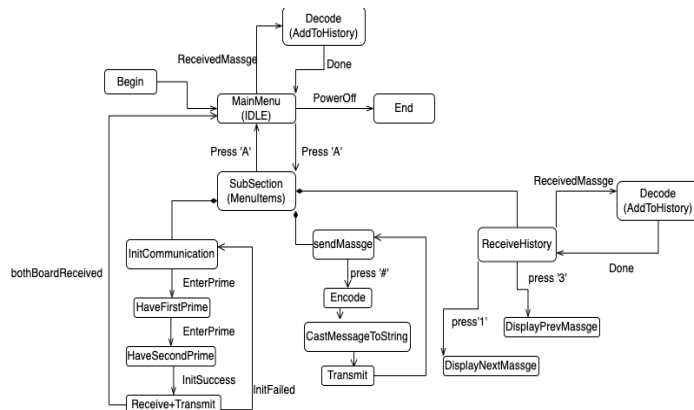 Decode
(AddToHistory)
ReceivedMassge
Done
Begin
MainMenu
(IDLE)
PowerOff
End
Press 'A'
Press 'A'
SubSection
(MenuItems)
ReceivedMassge
Decode
(AddToHistory)
InitCommunication
sendMassge
ReceiveHistory
bothBoardReceived
EnterPrime
press '#'
press '3'
Done
HaveFirstPrime
Encode
EnterPrime
press'1'
DisplayPrevMassge
CastMessageToString
HaveSecondPrime
DisplayNextMassge
InitSuccess
InitFailed
Transmit
Receive+Transmit